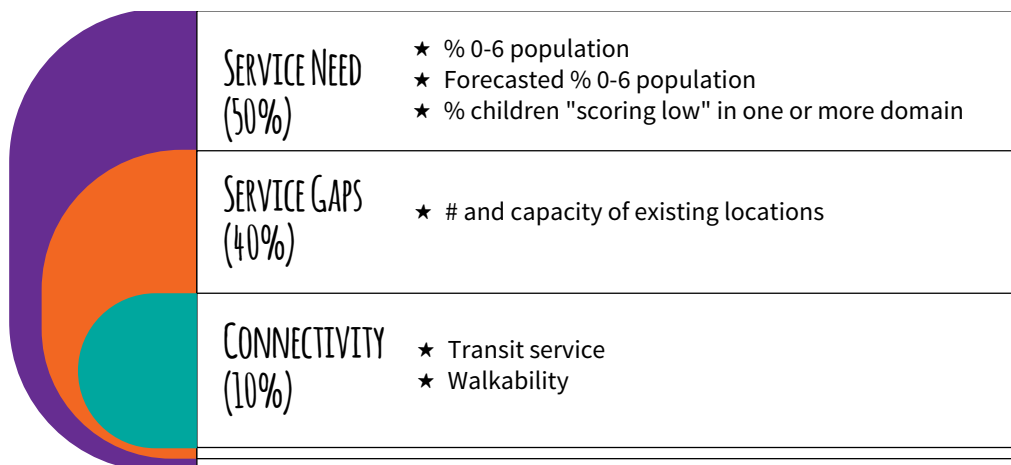 SERVICE NEED
(50%)
★ % 0-6 population
★ Forecasted % 0-6 population
★ % children "scoring low" in one or more domain
SERVICE GAPS
(40%)
★ # and capacity of existing locations
CONNECTIVITY
(10%)
★ Transit service
★ Walkability